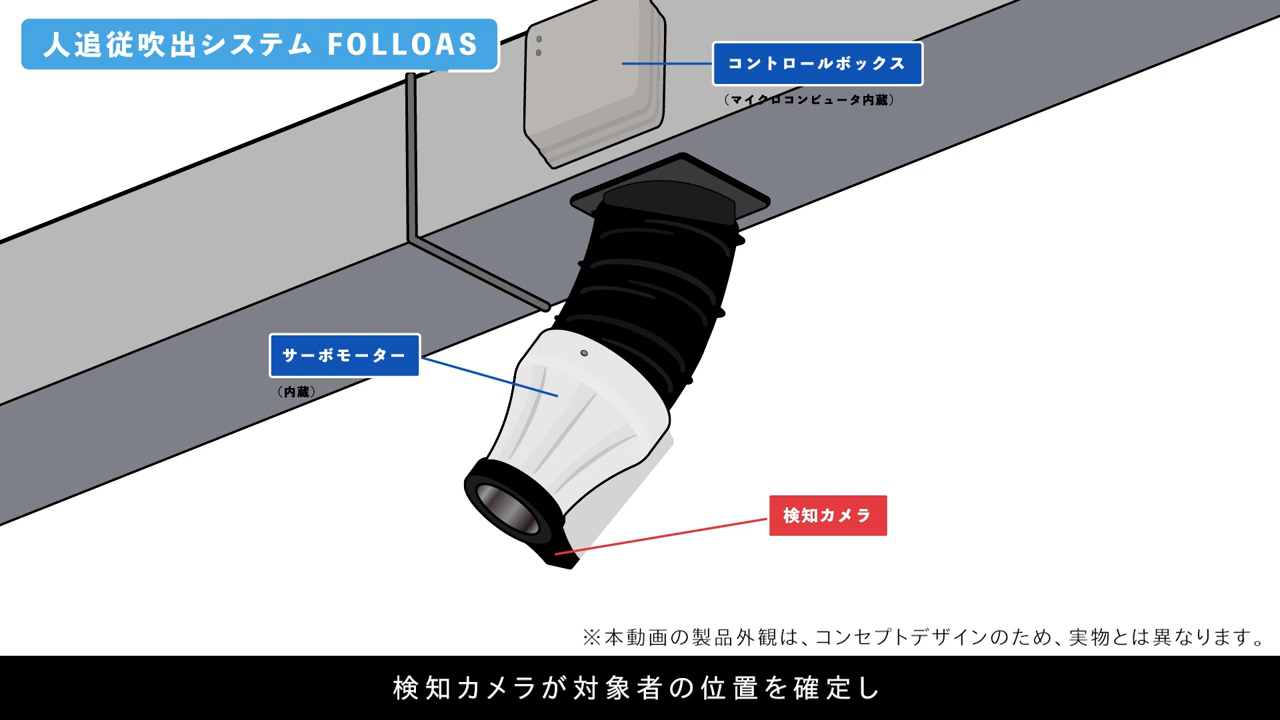 人追従吹出システム FOLLOAS
コントロールボックス
（マイクロコンピュータ内蔵）
サーボモーター
（内蔵）
検知カメラ
※本動画の製品外観は、コンセプトデザインのため、実物とは異なります。
検知カメラが対象者の位置を確定し